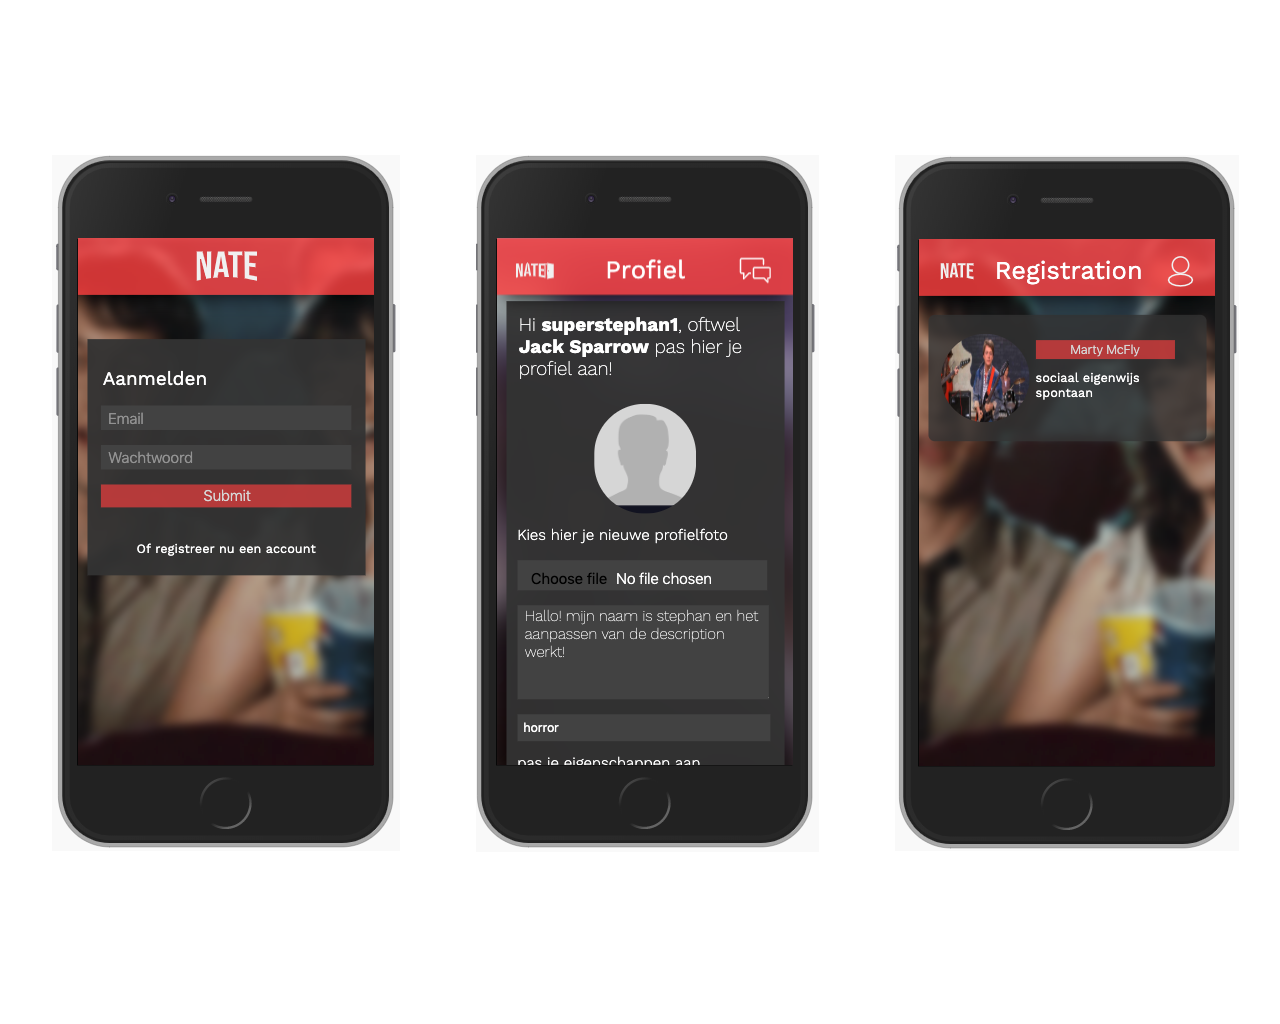 NATE
Aanmelden
Email
Wachtwoord
Submit
Of registreer nu een account
NATE
Profiel
Hi superstephan1, oftwel
Jack Sparrow pas hier je
profiel aan!
Kies hier je nieuwe profielfoto
Choose file No file chosen
Hallo! mijn naam is stephan en het
aanpassen van de description
werkt!
horror
pas je eigenschappen aan
NATE
Registration
Marty McFly
sociaal eigenwijs
spontaan